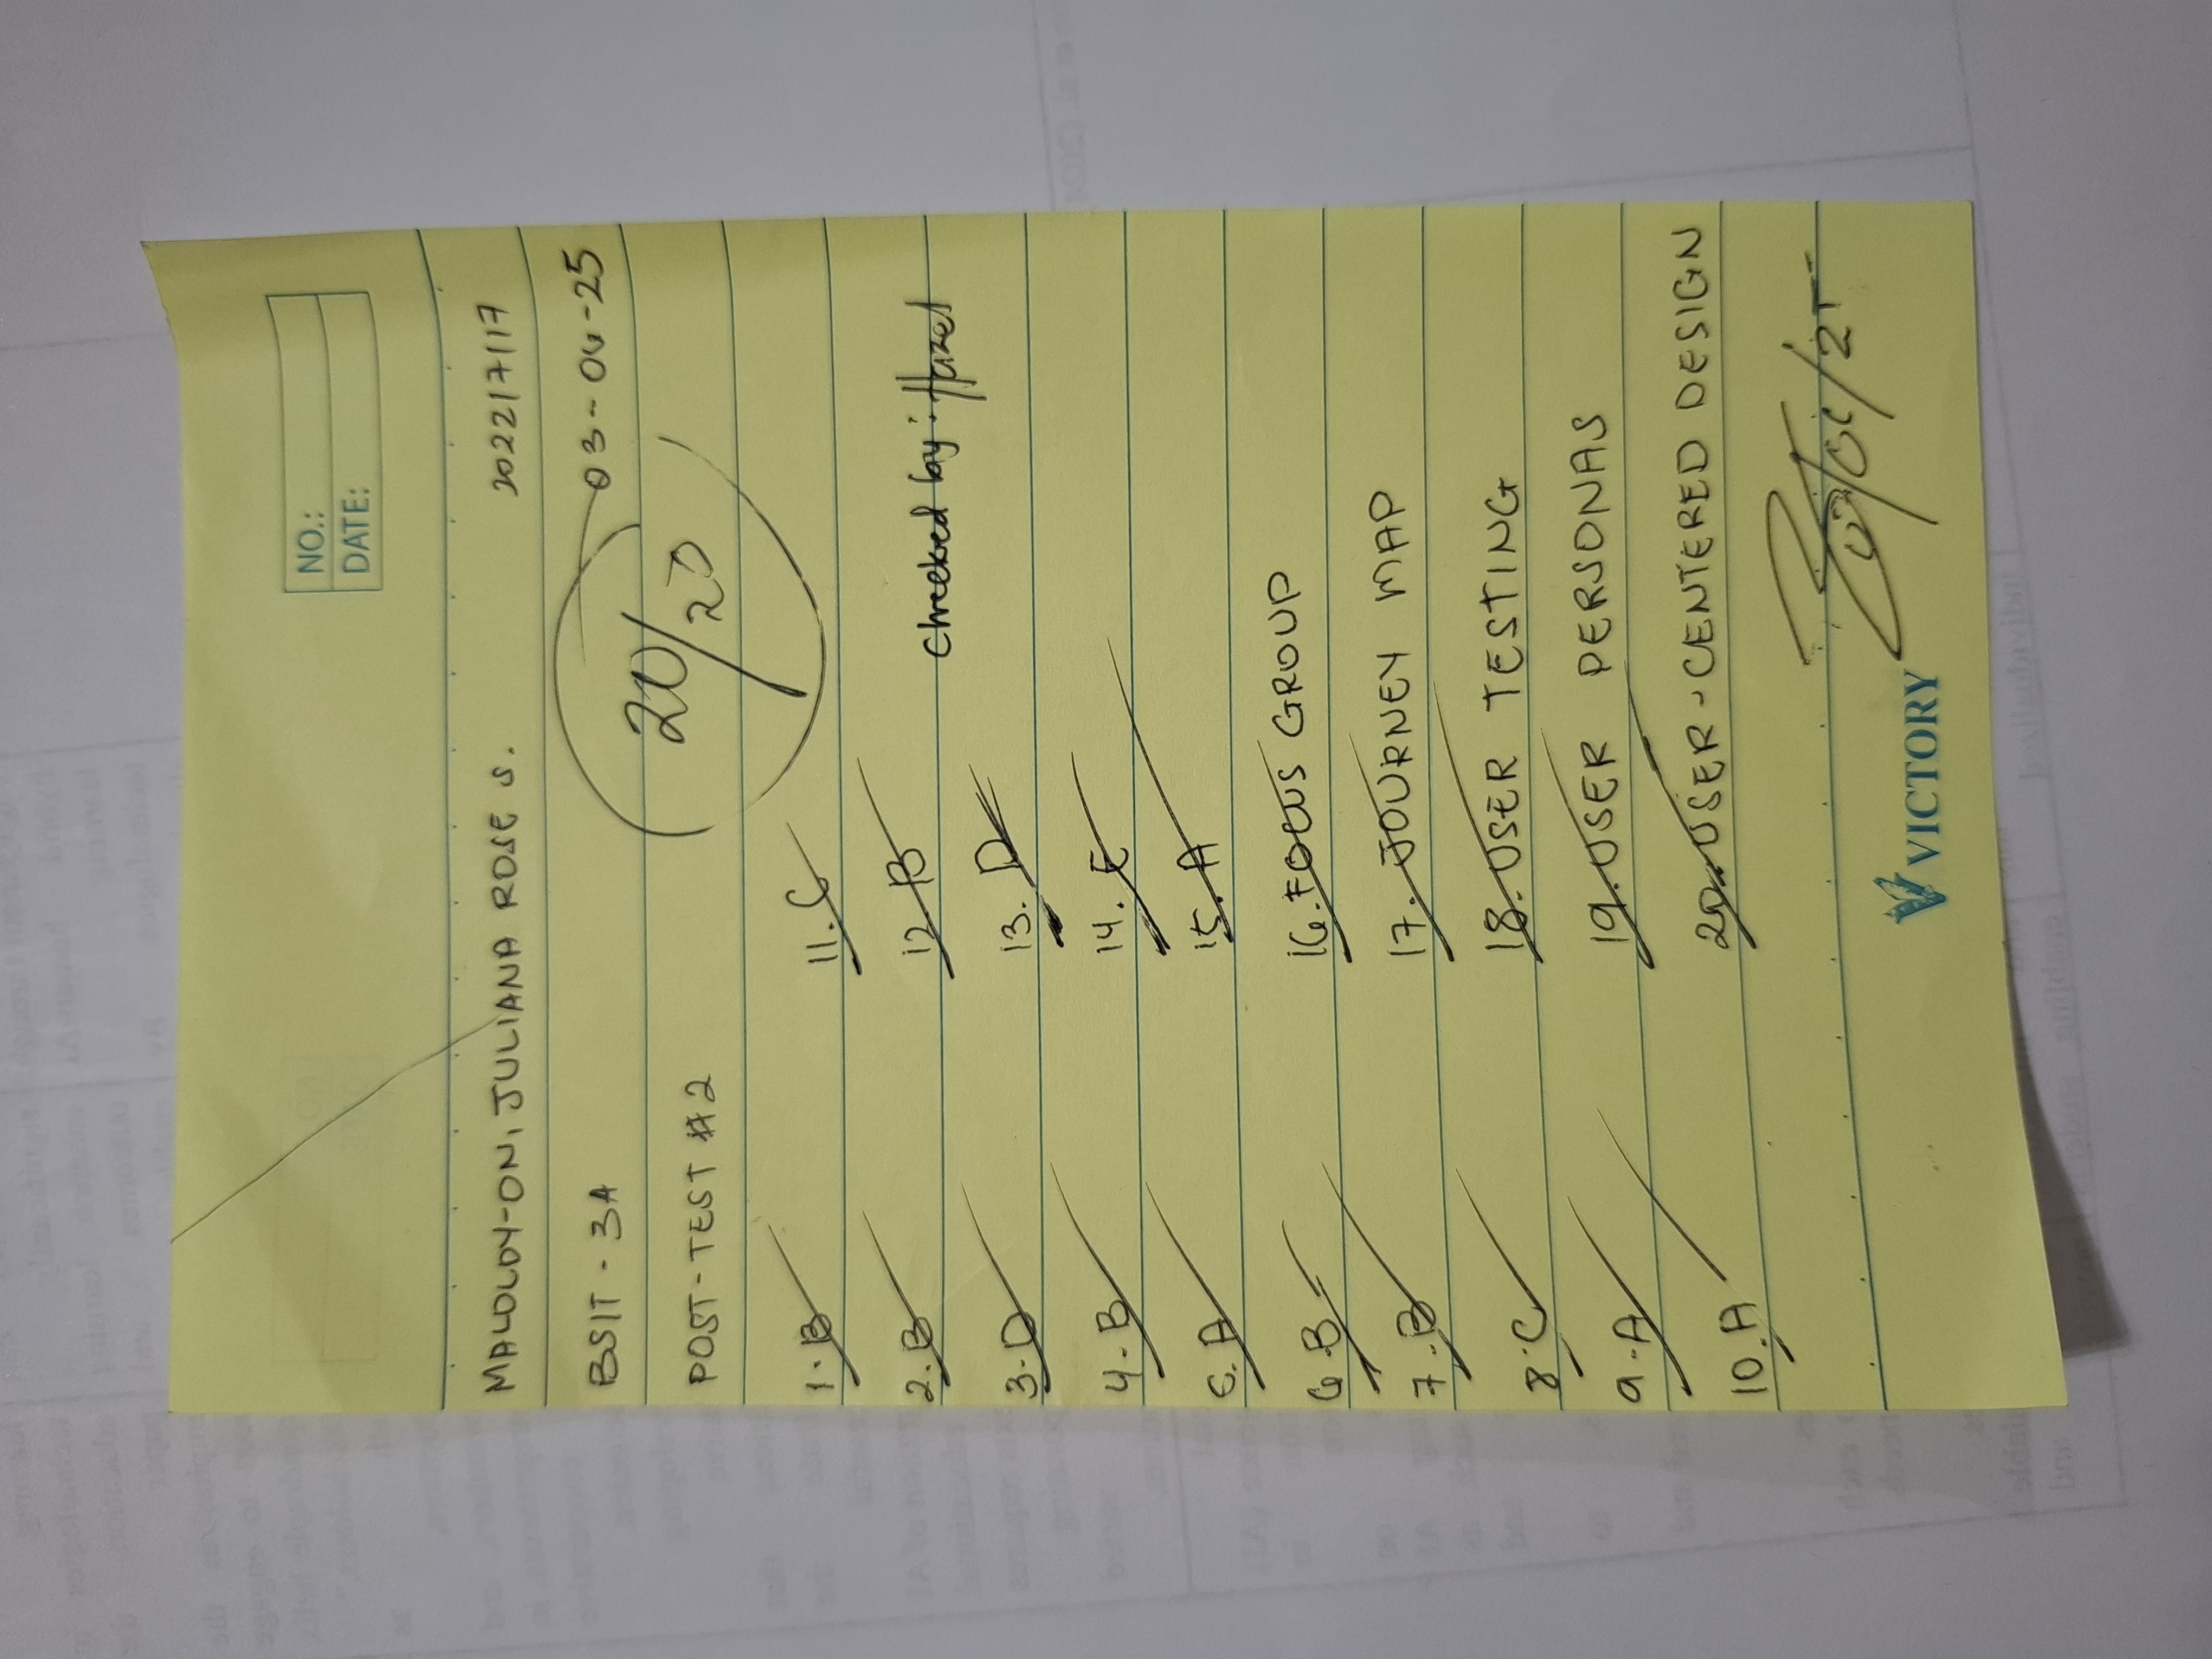 NO.:
DATE:
MALOLOY-ON, JULIANA ROSE S. 202217117
BSIT - 3A 03-06-25
20/20
POST-TEST #2
1. B 11. C
2. B 12. B
Checked by: Hazel
3. D 13. D
4. B 14. E
5. A 15. A
6. B 16. FOCUS GROUP
7. B 17. JOURNEY MAP
8. C 18. USER TESTING
9. A 19. USER PERSONAS
10. A 20. USER-CENTERED DESIGN
03/06/25
VICTORY